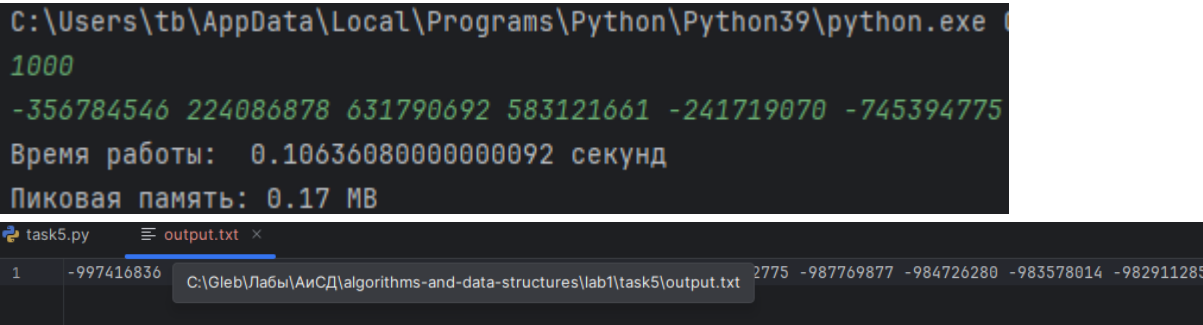 C:\Users\tb\AppData\Local\Programs\Python\Python39\python.exe
1000
-356784546 224086878 631790692 583121661 -241719070 -745394775
Время работы:  0.10636080000000092 секунд
Пиковая память: 0.17 MB
task5.py output.txt ×
1 -997416836 2775 -987769877 -984726280 -983578014 -982911285
C:\Gleb\Лабы\АиСД\algorithms-and-data-structures\lab1\task5\output.txt